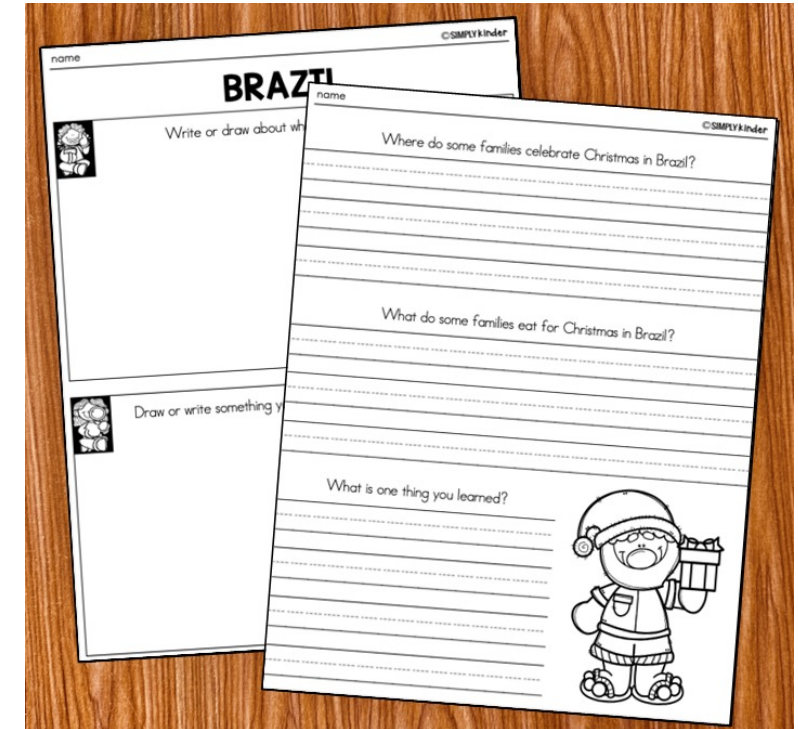 ©SIMPLYkinder
name
BRAZIL
Write or draw about wh
Draw or write something y
name
©SIMPLYkinder
Where do some families celebrate Christmas in Brazil?
What do some families eat for Christmas in Brazil?
What is one thing you learned?